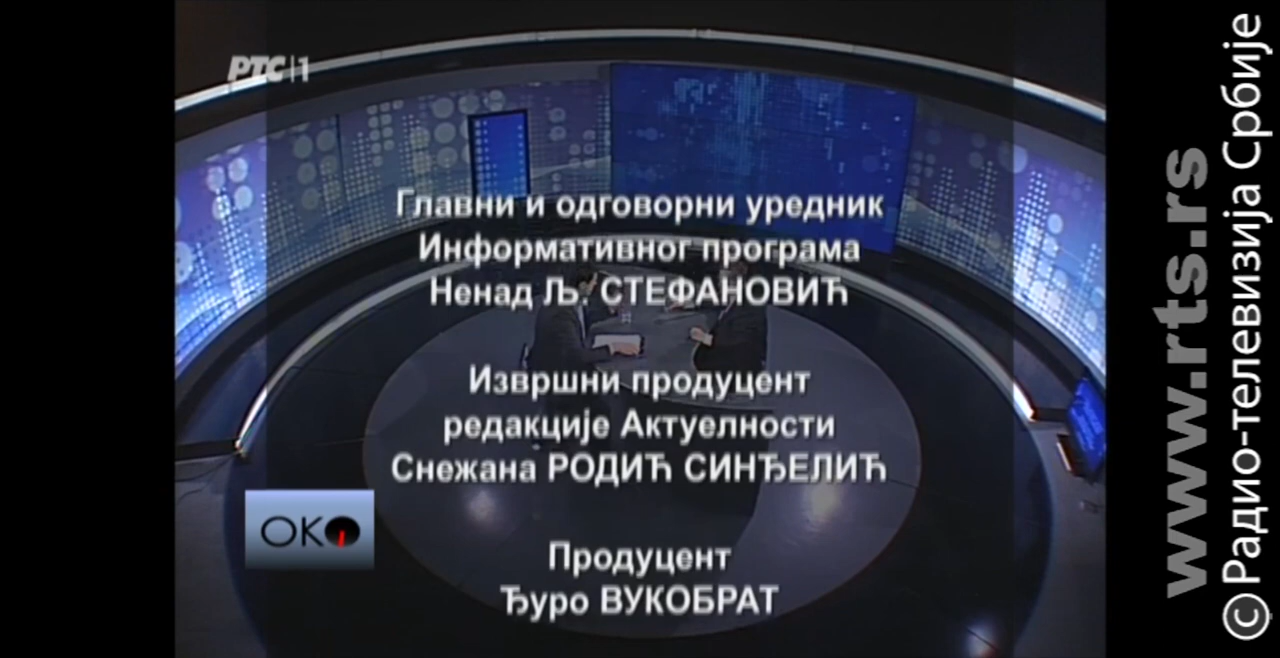 РТС|1
Главни и одговорни уредник
Информативног програма
Ненад Љ. СТЕФАНОВИЋ
Извршни продуцент
редакције Актуелности
Снежана РОДИЋ СИНЂЕЛИЋ
ОКО
Продуцент
Ђуро ВУКОБРАТ
www.rts.rs
© Радио-телевизија Србије